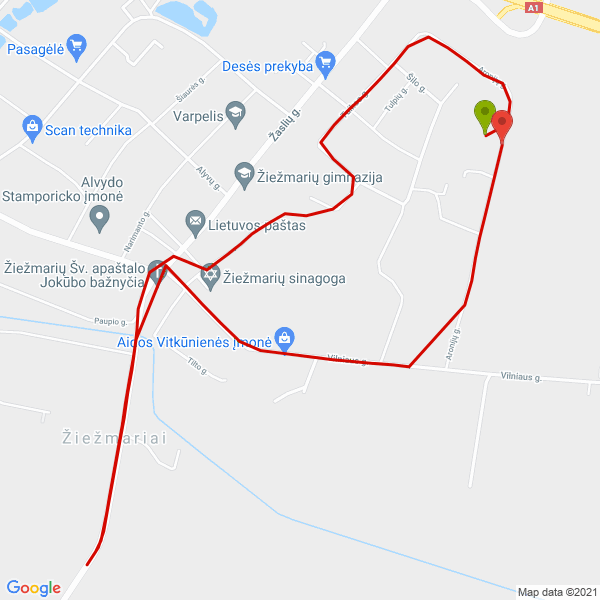 A1
Pasagėlė
Desės prekyba
Šiaurės g.
Šilo g.
Tulpių g.
Varpelis
Žaslių g.
Scan technika
Alyvų g.
Žiežmarių gimnazija
Alvydo
Stamporicko įmonė
Narimanto g.
Lietuvos paštas
Žiežmarių Šv. apaštalo
Jokūbo bažnyčia
Žiežmarių sinagoga
Paupio g.
Aidos Vitkūnienės įmonė
Aronijų g.
Tilto g.
Vilniaus g.
Vilniaus g.
Žiežmariai
Google
Map data ©2021